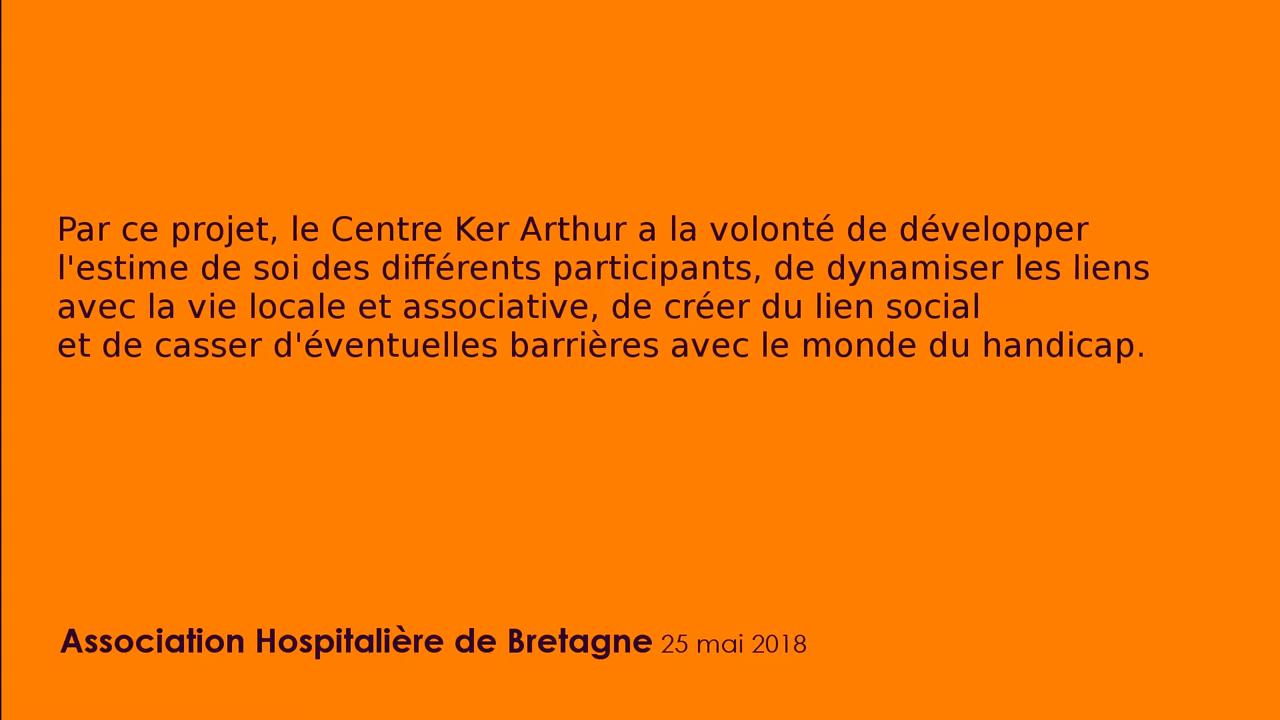 Par ce projet, le Centre Ker Arthur a la volonté de développer
l'estime de soi des différents participants, de dynamiser les liens
avec la vie locale et associative, de créer du lien social
et de casser d'éventuelles barrières avec le monde du handicap.
Association Hospitalière de Bretagne 25 mai 2018